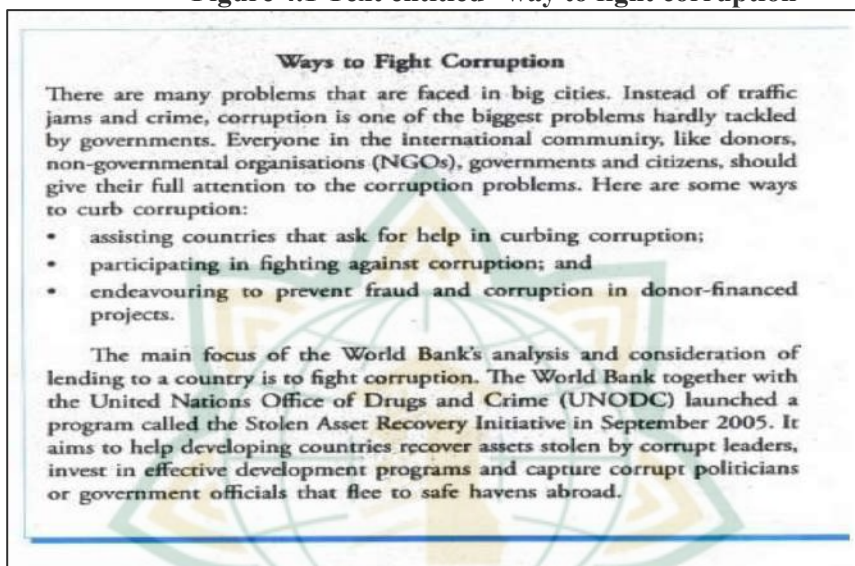 Ways to Fight Corruption
There are many problems that are faced in big cities. Instead of traffic
jams and crime, corruption is one of the biggest problems hardly tackled
by governments. Everyone in the international community, like donors,
non-governmental organisations (NGOs), governments and citizens, should
give their full attention to the corruption problems. Here are some ways
to curb corruption:
• assisting countries that ask for help in curbing corruption;
• participating in fighting against corruption; and
• endeavouring to prevent fraud and corruption in donor-financed
projects.
The main focus of the World Bank's analysis and consideration of
lending to a country is to fight corruption. The World Bank together with
the United Nations Office of Drugs and Crime (UNODC) launched a
program called the Stolen Asset Recovery Initiative in September 2005. It
aims to help developing countries recover assets stolen by corrupt leaders,
invest in effective development programs and capture corrupt politicians
or government officials that flee to safe havens abroad.